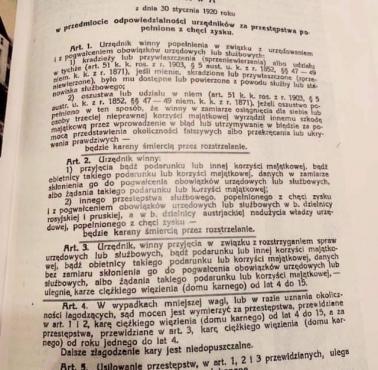 z dnia 30 stycznia 1920 roku
w przedmiocie odpowiedzialności urzędników za przestępstwa po-
pełnione z chęci zysku.
Art. 1. Urzędnik winny popełnienia w związku z urzędowaniem
i z pogwałceniem obowiązków urzędowych lub służbowych:
1) kradzieży lub przywłaszczenia (sprzeniewierzenia) albo udziału
w tychże (art. 51 k. k. ros. z r. 1903, § 5 aust. u. k. z r. 1852, §§ 47 — 49
niem. k. k. z r. 1871), jeśli mienie, skradzione lub przywłaszczone (sprze-
niewierzone), było mu dostępne lub powierzone z powodu służby lub sta-
nowiska służbowego;
2) oszustwa lub udziału w niem (art. 51 k. k. ros. z r. 1903, § 5
austr. u. k. z r. 1852, §§ 47 — 49 niem. k. k. z r. 1871), jeżeli oszustwo po-
pełniono w ten sposób, że winny w zamiarze osiągnięcia dla siebie lub
osoby trzeciej nieprawnej korzyści majątkowej wyrządził innemu szkodę
majątkową przez wprowadzenie w błąd lub utrzymywanie w błędzie za po-
mocą przedstawienia okoliczności fałszywych albo przekręcania lub ukry-
wania prawdziwych —
będzie karany śmiercią przez rozstrzelanie.
Art. 2. Urzędnik winny:
1) przyjęcia bądź podarunku lub innej korzyści majątkowej, bądź
obietnicy takiego podarunku lub korzyści majątkowej, danych w zamiarze
skłonienia go do pogwałcenia obowiązków urzędowych lub służbowych,
albo żądania takiego podarunku lub korzyści majątkowej;
2) innego przestępstwa służbowego, popełnionego z chęci zysku
i z pogwałceniem obowiązków urzędowych lub służbowych w b. dzielnicy
rosyjskiej i pruskiej, a w b. dzielnicy austrjackiej nadużycia władzy urzę-
dowej, popełnionego z chęci zysku —
będzie karany śmiercią przez rozstrzelanie.
Art. 3. Urzędnik, winny przyjęcia w związku z rozstrzyganiem spraw
urzędowych lub służbowych, bądź podarunku lub innej korzyści majątko-
wej, bądź obietnicy takiego podarunku lub korzyści majątkowej, danych
bez zamiaru skłonienia go do pogwałcenia obowiązków urzędowych lub
służbowych, albo żądania takiego podarunku lub korzyści majątkowej, —
ulegnie karze ciężkiego więzienia (domu karnego) od lat 4 do 15.
Art. 4. W wypadkach mniejszej wagi, lub w razie uznania okolicz-
ności łagodzących, sąd mocen jest wymierzyć za przestępstwa, przewidziane
w art. 1 i 2, karę ciężkiego więzienia (domu karnego) od lat 4 do 15, a za
przestępstwa, przewidziane w art. 3, karę ciężkiego więzienia (domu kar-
nego) od roku jednego do lat 4.
Dalsze złagodzenie kary jest niedopuszczalne.
Art. 5. Usiłowanie przestępstw, w art. 1, 2 i 3 przewidzianych, ulega